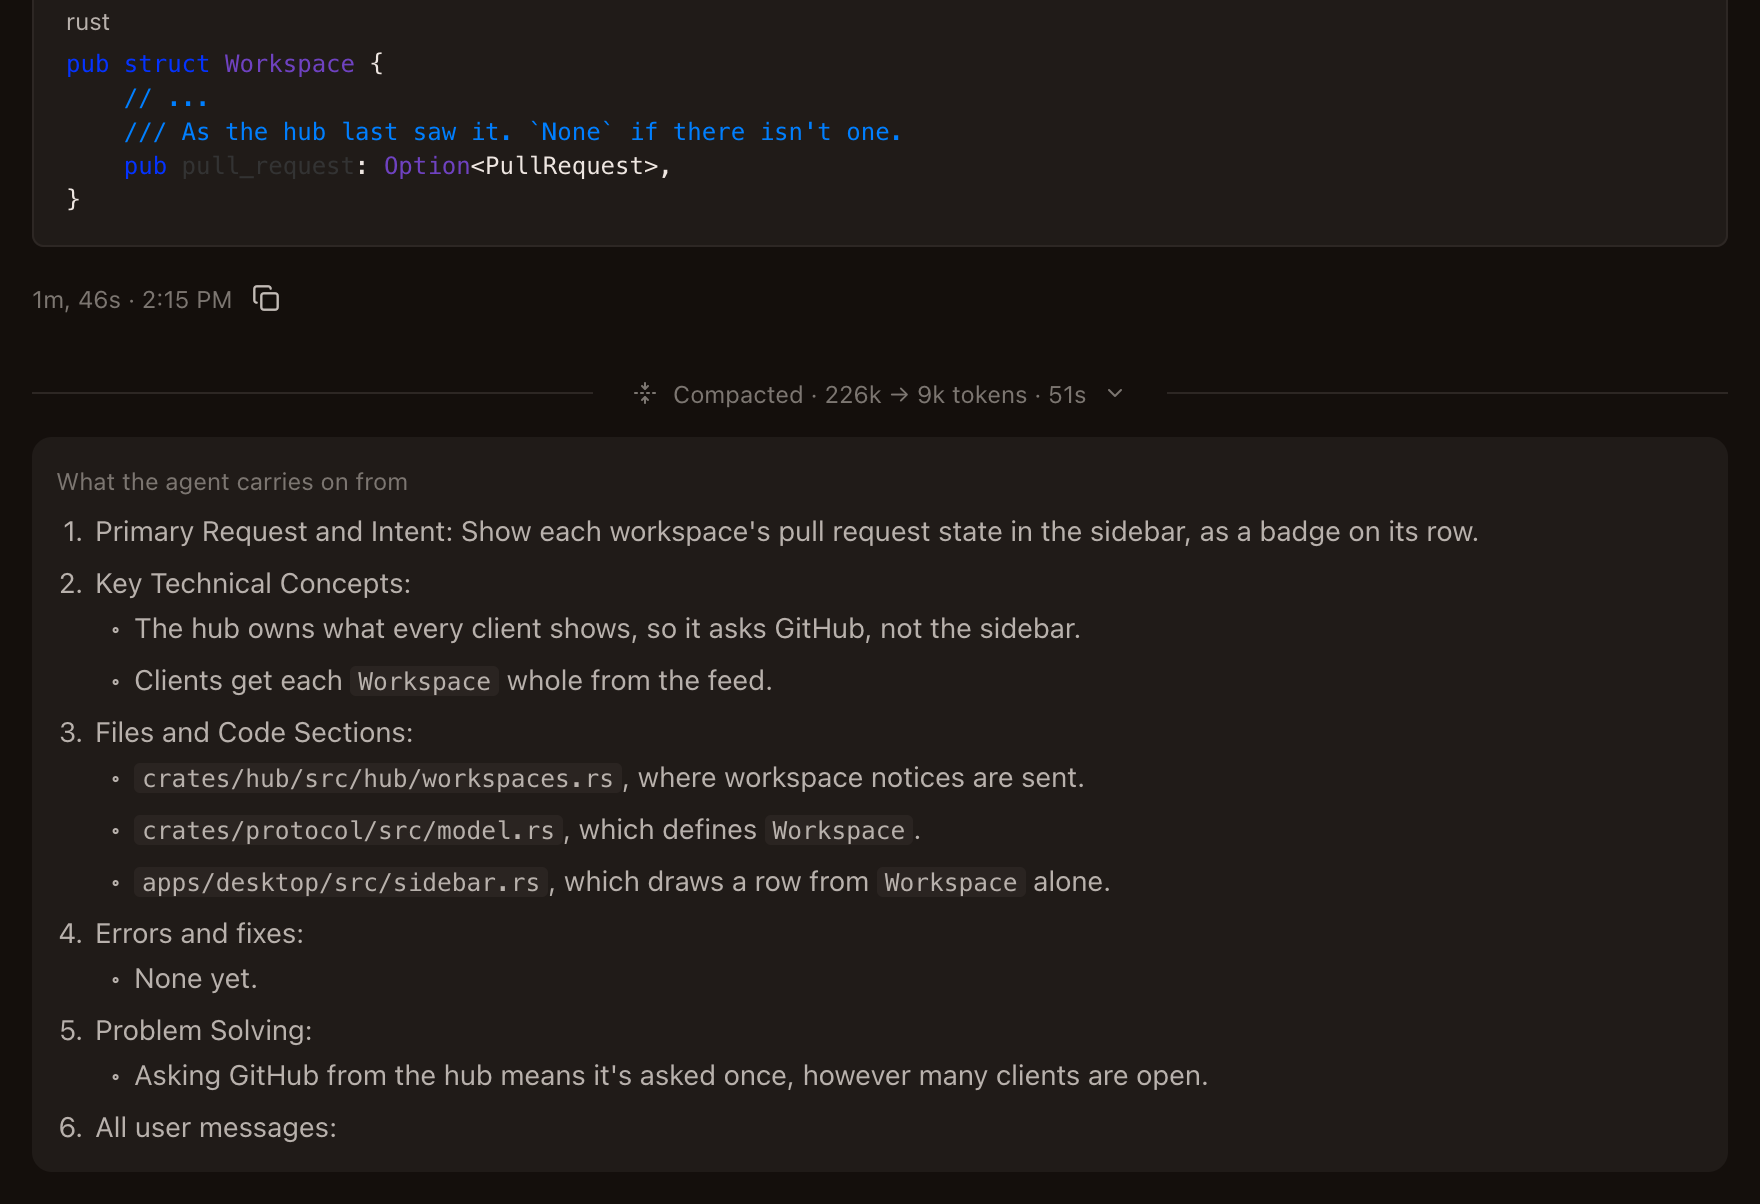 rust
pub struct Workspace {
    // ...
    /// As the hub last saw it. `None` if there isn't one.
    pub pull_request: Option<PullRequest>,
}
1m, 46s · 2:15 PM
Compacted · 226k → 9k tokens · 51s
What the agent carries on from
1. Primary Request and Intent: Show each workspace's pull request state in the sidebar, as a badge on its row.
2. Key Technical Concepts:
◦ The hub owns what every client shows, so it asks GitHub, not the sidebar.
◦ Clients get each Workspace whole from the feed.
3. Files and Code Sections:
◦ crates/hub/src/hub/workspaces.rs, where workspace notices are sent.
◦ crates/protocol/src/model.rs, which defines Workspace.
◦ apps/desktop/src/sidebar.rs, which draws a row from Workspace alone.
4. Errors and fixes:
◦ None yet.
5. Problem Solving:
◦ Asking GitHub from the hub means it's asked once, however many clients are open.
6. All user messages: